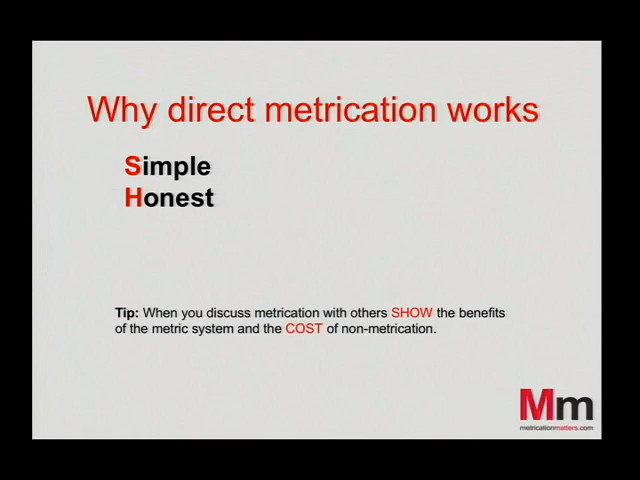 Why direct metrication works
Simple
Honest
Tip: When you discuss metrication with others SHOW the benefits
of the metric system and the COST of non-metrication.
Mm
metricationmatters.com